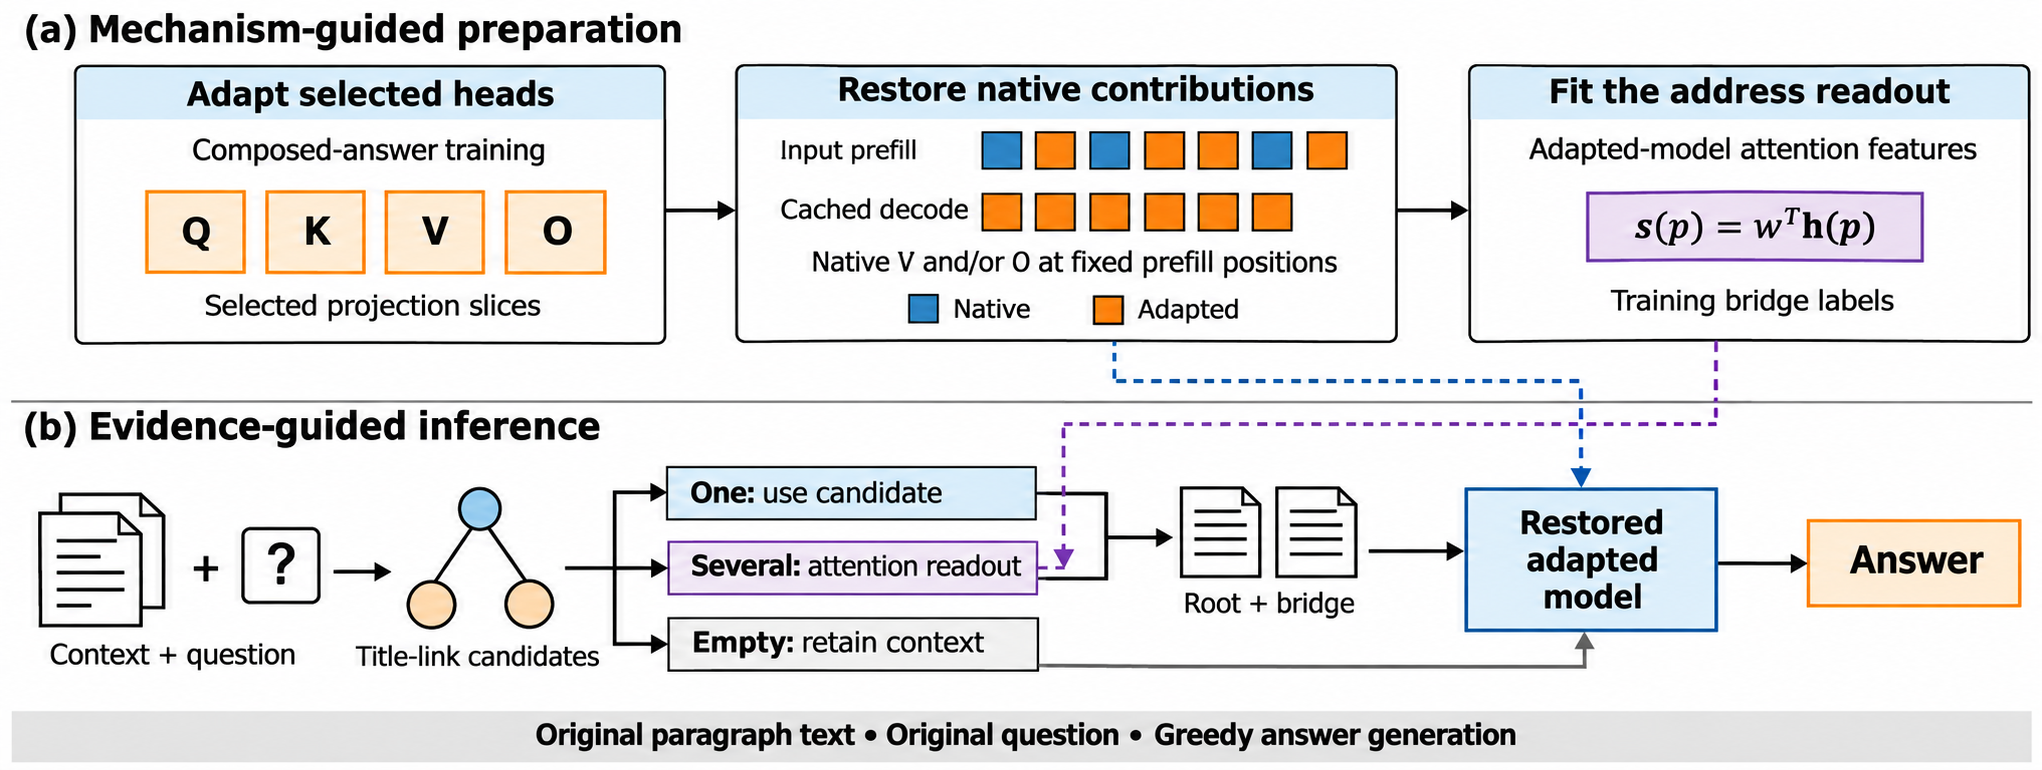 (a) Mechanism-guided preparation
Adapt selected heads
Composed-answer training
Q K V O
Selected projection slices
Restore native contributions
Input prefill
Cached decode
Native V and/or O at fixed prefill positions
Native Adapted
Fit the address readout
Adapted-model attention features
s(p) = w^T h(p)
Training bridge labels
(b) Evidence-guided inference
+ ?
Context + question
Title-link candidates
One: use candidate
Several: attention readout
Empty: retain context
Root + bridge
Restored
adapted
model
Answer
Original paragraph text • Original question • Greedy answer generation